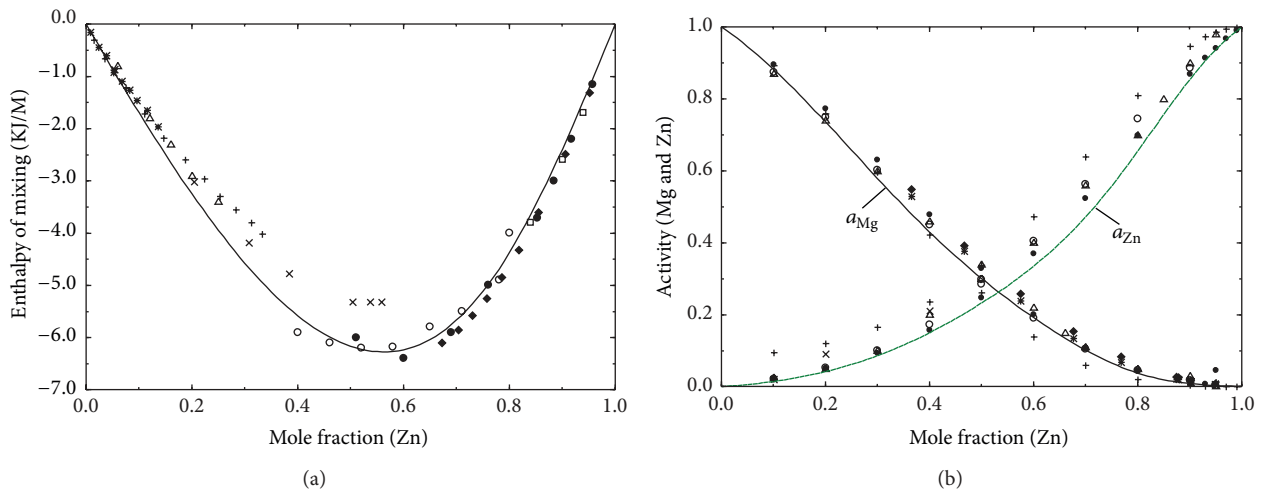 0.0
−1.0
−2.0
−3.0
−4.0
−5.0
−6.0
−7.0
Enthalpy of mixing (KJ/M)
0.0 0.2 0.4 0.6 0.8 1.0
Mole fraction (Zn)
(a)
1.0
0.8
0.6
0.4
0.2
0.0
Activity (Mg and Zn)
aMg
aZn
0.0 0.2 0.4 0.6 0.8 1.0
Mole fraction (Zn)
(b)